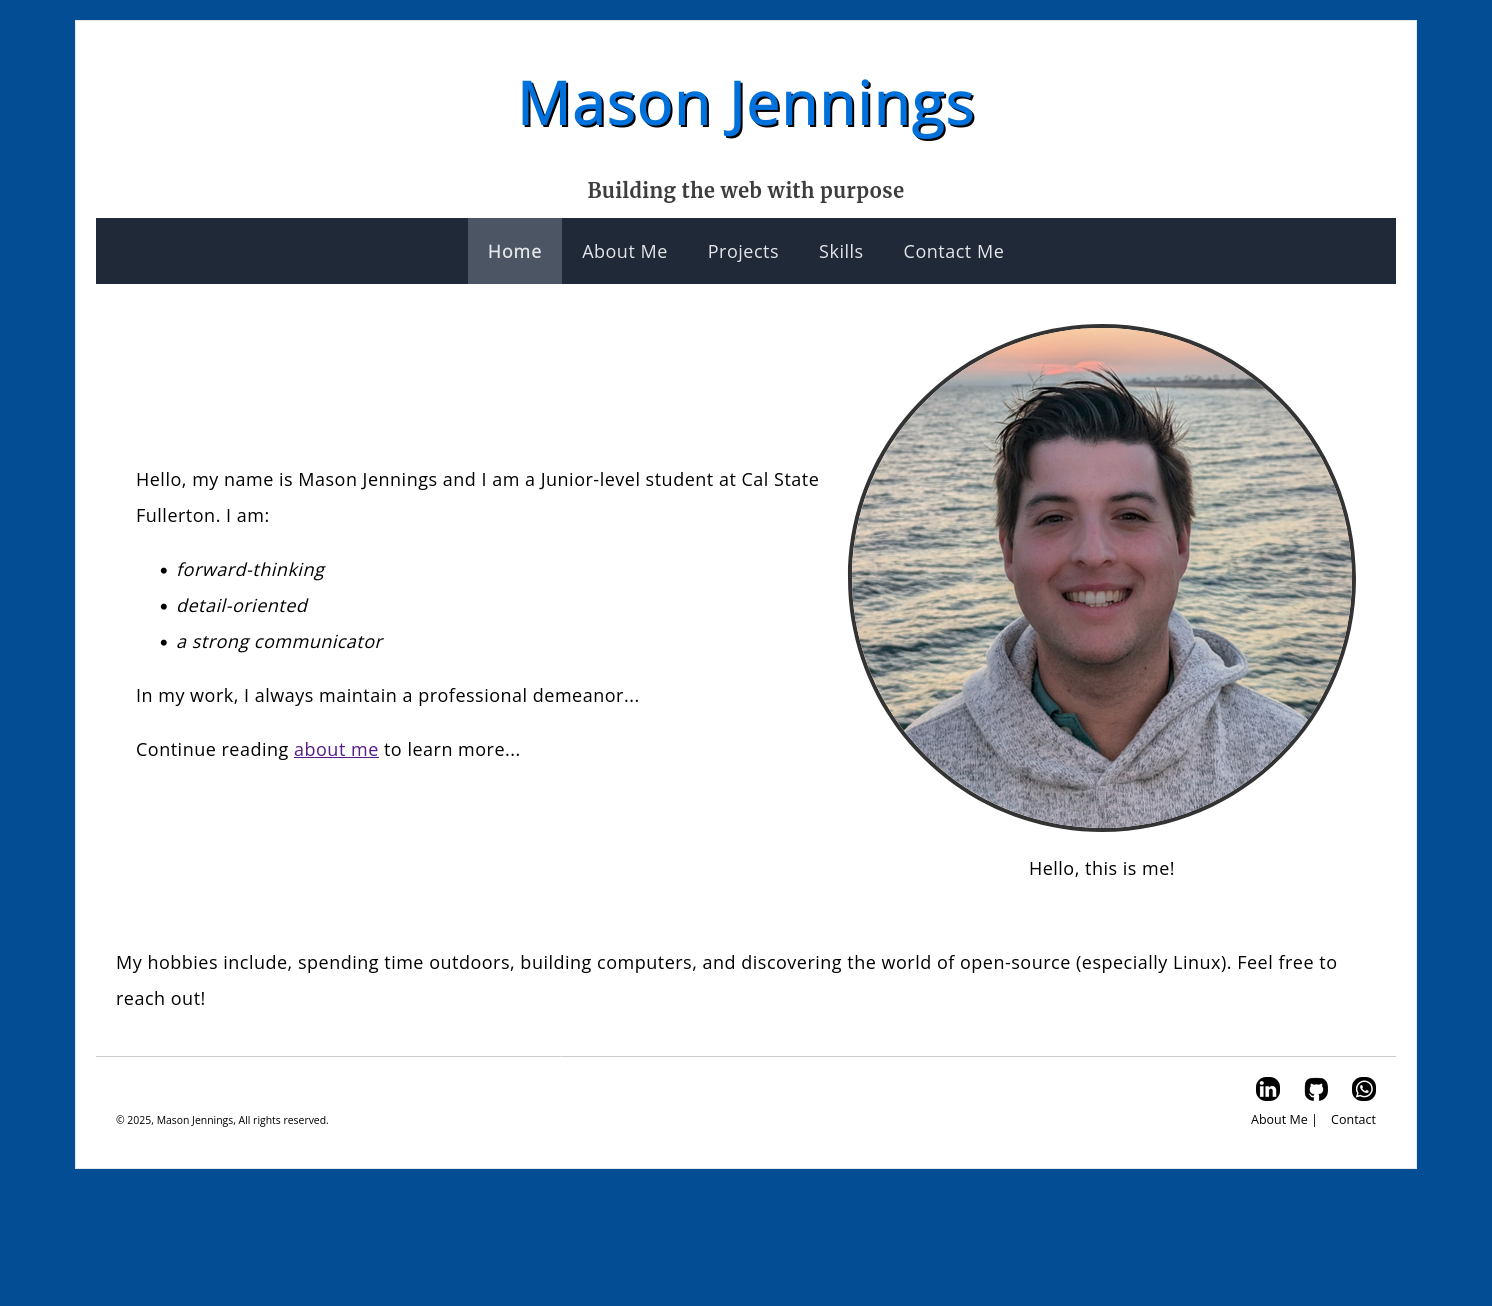 Mason Jennings
Building the web with purpose
Home About Me Projects Skills Contact Me
Hello, my name is Mason Jennings and I am a Junior-level student at Cal State
Fullerton. I am:
• forward-thinking
• detail-oriented
• a strong communicator
In my work, I always maintain a professional demeanor...
Continue reading about me to learn more...
Hello, this is me!
My hobbies include, spending time outdoors, building computers, and discovering the world of open-source (especially Linux). Feel free to
reach out!
in
© 2025, Mason Jennings, All rights reserved.
About Me | Contact